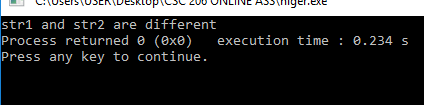 C:\Users\USER\Desktop\CSC 206 ONLINE ASS\niger.exe
str1 and str2 are different
Process returned 0 (0x0)   execution time : 0.234 s
Press any key to continue.